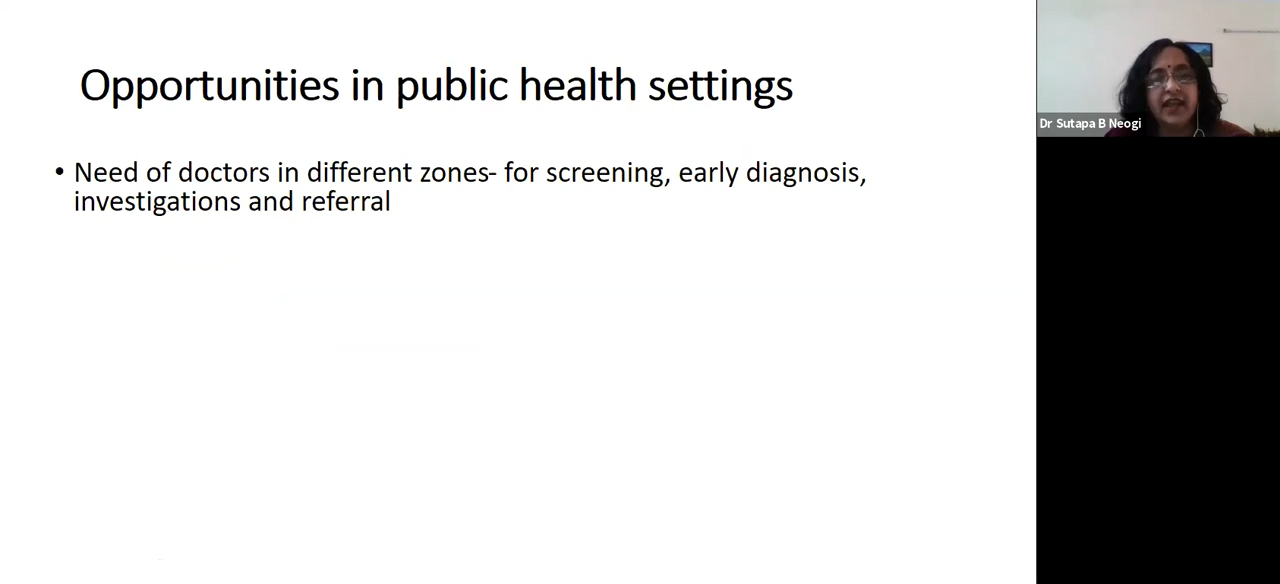 Opportunities in public health settings
• Need of doctors in different zones- for screening, early diagnosis,
investigations and referral
Dr Sutapa B Neogi